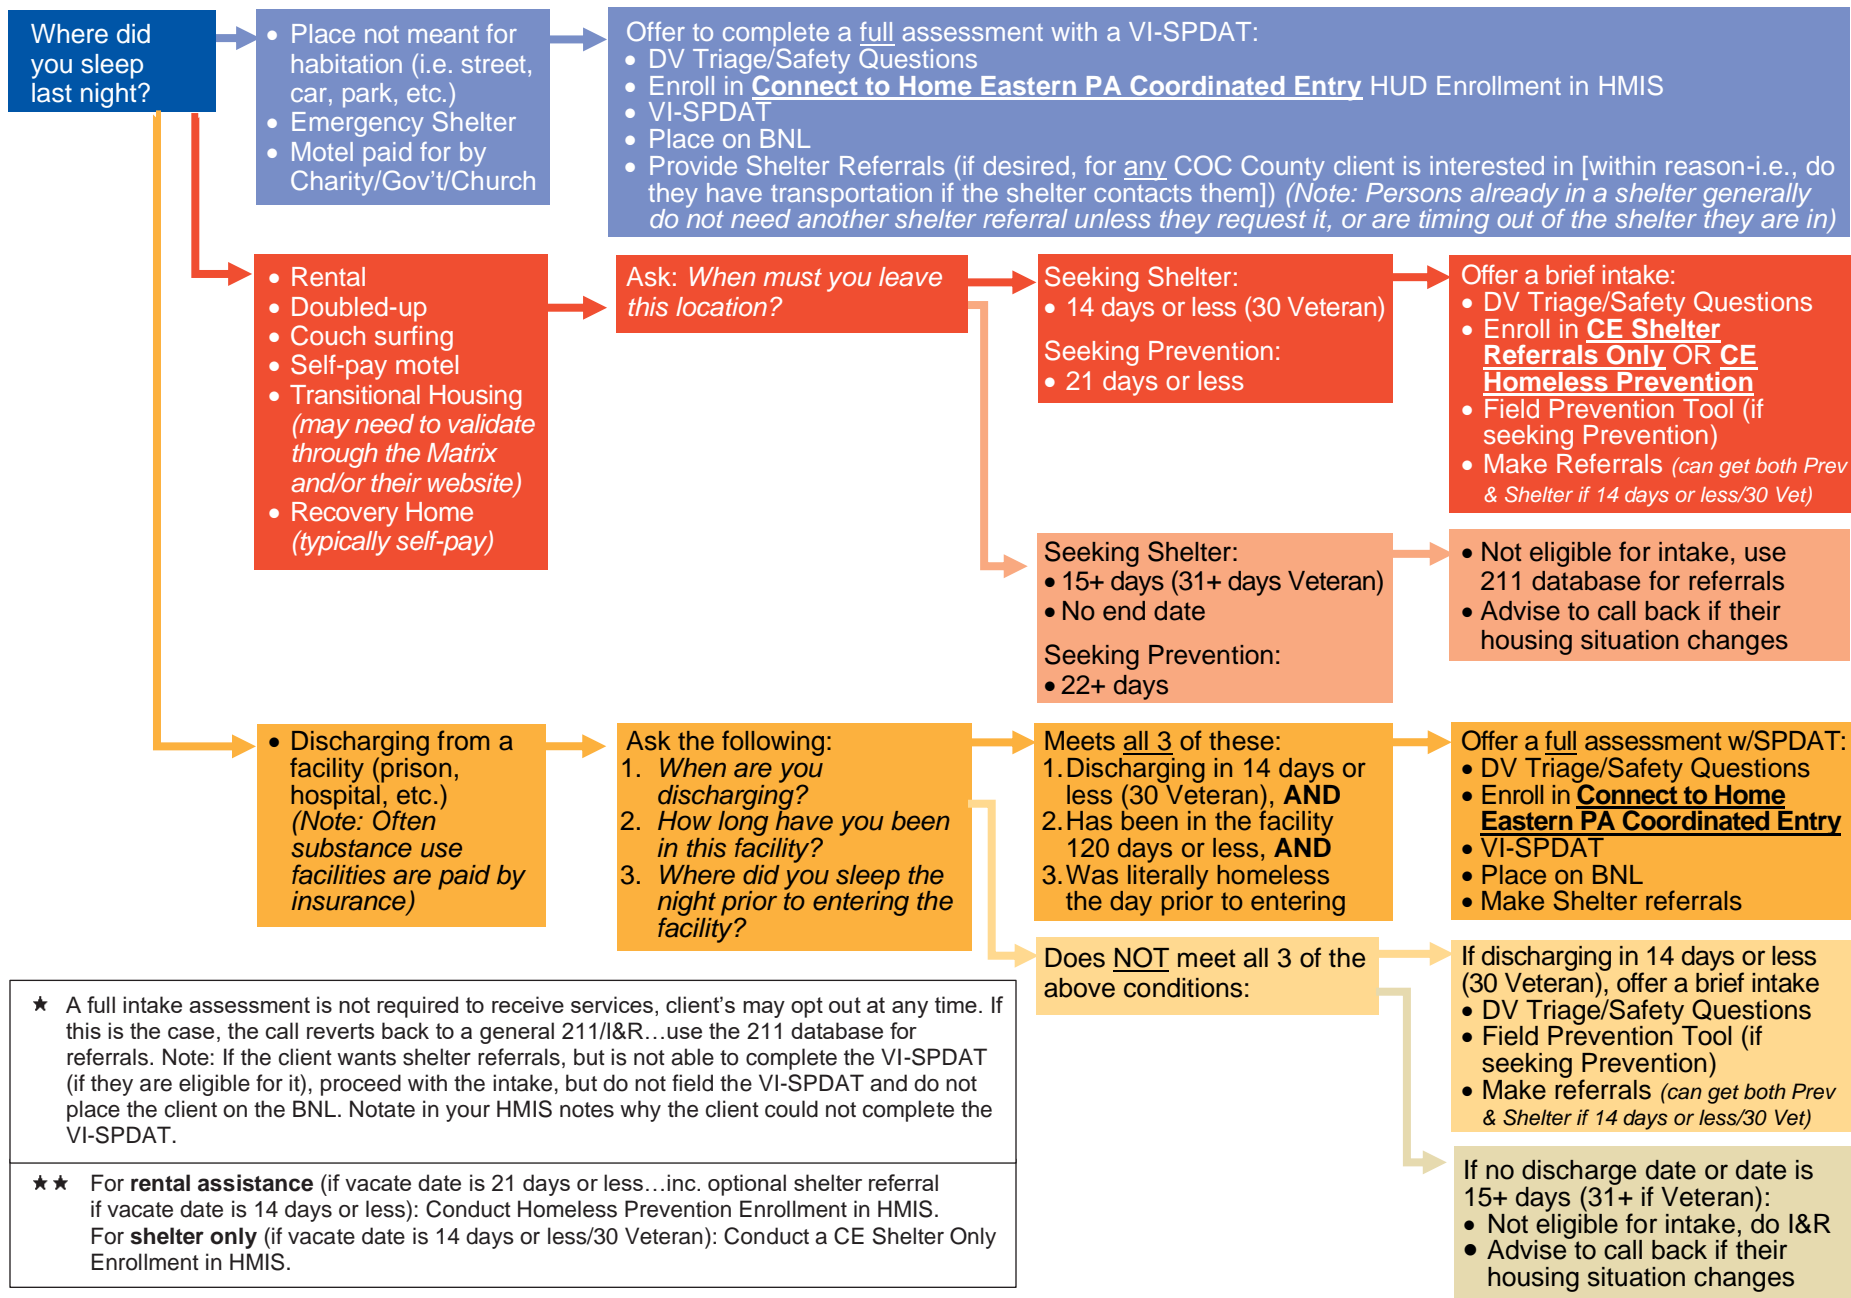 Where did
you sleep
last night?
• Place not meant for
habitation (i.e. street,
car, park, etc.)
• Emergency Shelter
• Motel paid for by
Charity/Gov’t/Church
Offer to complete a full assessment with a VI-SPDAT:
• DV Triage/Safety Questions
• Enroll in Connect to Home Eastern PA Coordinated Entry HUD Enrollment in HMIS
• VI-SPDAT
• Place on BNL
• Provide Shelter Referrals (if desired, for any COC County client is interested in [within reason-i.e., do
they have transportation if the shelter contacts them]) (Note: Persons already in a shelter generally
do not need another shelter referral unless they request it, or are timing out of the shelter they are in)
• Rental
• Doubled-up
• Couch surfing
• Self-pay motel
• Transitional Housing
(may need to validate
through the Matrix
and/or their website)
• Recovery Home
(typically self-pay)
Ask: When must you leave
this location?
Seeking Shelter:
• 14 days or less (30 Veteran)
Seeking Prevention:
• 21 days or less
Offer a brief intake:
• DV Triage/Safety Questions
• Enroll in CE Shelter
Referrals Only OR CE
Homeless Prevention
• Field Prevention Tool (if
seeking Prevention)
• Make Referrals (can get both Prev
& Shelter if 14 days or less/30 Vet)
Seeking Shelter:
• 15+ days (31+ days Veteran)
• No end date
Seeking Prevention:
• 22+ days
• Not eligible for intake, use
211 database for referrals
• Advise to call back if their
housing situation changes
• Discharging from a
facility (prison,
hospital, etc.)
(Note: Often
substance use
facilities are paid by
insurance)
Ask the following:
1. When are you
discharging?
2. How long have you been
in this facility?
3. Where did you sleep the
night prior to entering the
facility?
Meets all 3 of these:
1. Discharging in 14 days or
less (30 Veteran), AND
2. Has been in the facility
120 days or less, AND
3. Was literally homeless
the day prior to entering
Offer a full assessment w/SPDAT:
• DV Triage/Safety Questions
• Enroll in Connect to Home
Eastern PA Coordinated Entry
• VI-SPDAT
• Place on BNL
• Make Shelter referrals
Does NOT meet all 3 of the
above conditions:
If discharging in 14 days or less
(30 Veteran), offer a brief intake
• DV Triage/Safety Questions
• Field Prevention Tool (if
seeking Prevention)
• Make referrals (can get both Prev
& Shelter if 14 days or less/30 Vet)
If no discharge date or date is
15+ days (31+ if Veteran):
• Not eligible for intake, do I&R
• Advise to call back if their
housing situation changes
★ A full intake assessment is not required to receive services, client’s may opt out at any time. If
this is the case, the call reverts back to a general 211/I&R…use the 211 database for
referrals. Note: If the client wants shelter referrals, but is not able to complete the VI-SPDAT
(if they are eligible for it), proceed with the intake, but do not field the VI-SPDAT and do not
place the client on the BNL. Notate in your HMIS notes why the client could not complete the
VI-SPDAT.
★★ For rental assistance (if vacate date is 21 days or less…inc. optional shelter referral
if vacate date is 14 days or less): Conduct Homeless Prevention Enrollment in HMIS.
For shelter only (if vacate date is 14 days or less/30 Veteran): Conduct a CE Shelter Only
Enrollment in HMIS.